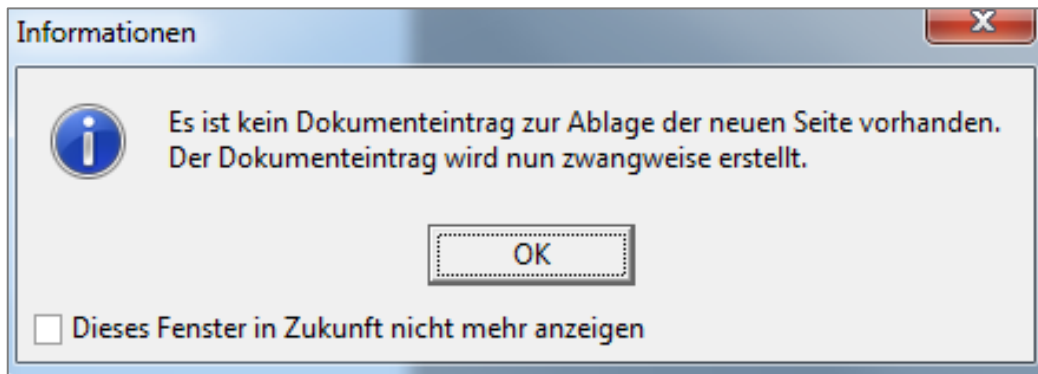 Informationen
Es ist kein Dokumenteintrag zur Ablage der neuen Seite vorhanden.
Der Dokumenteintrag wird nun zwangweise erstellt.
OK
Dieses Fenster in Zukunft nicht mehr anzeigen